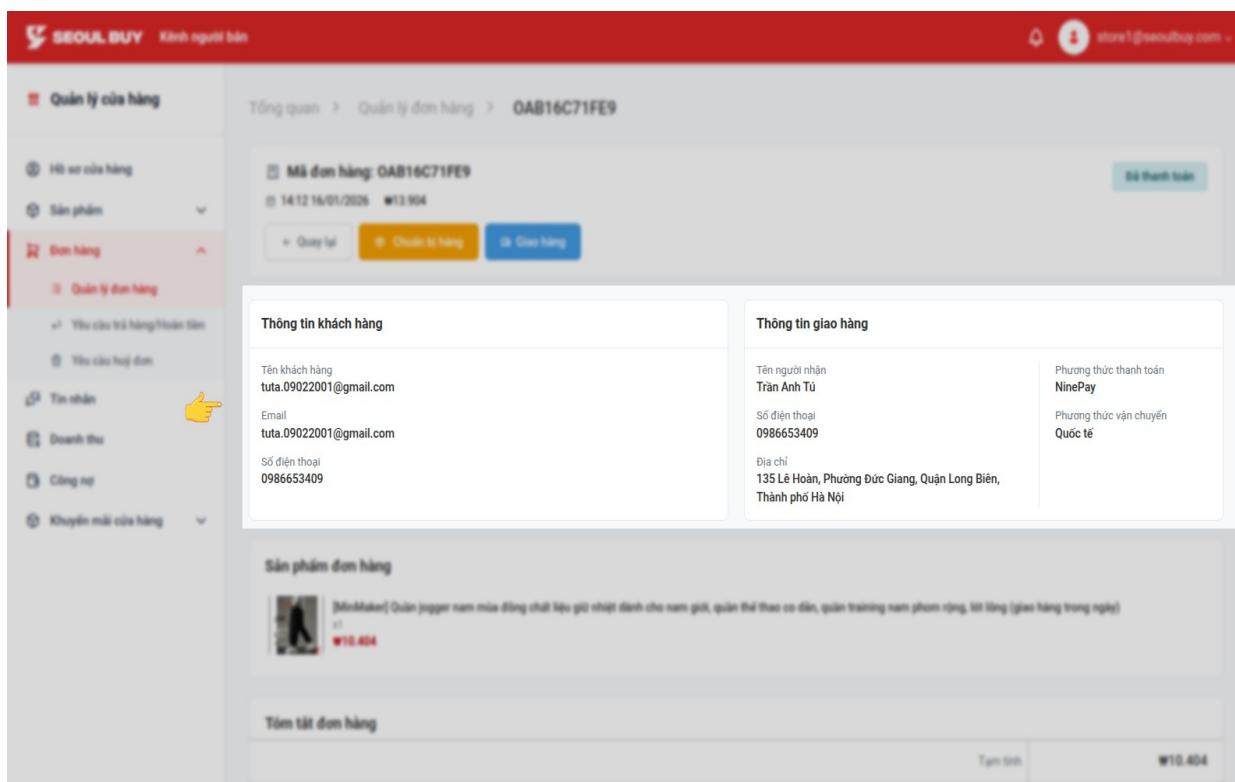 SEOUL BUY Kênh người bán
store1@seoulbuy.com
Quản lý cửa hàng
Tổng quan > Quản lý đơn hàng > OAB16C71FE9
Hồ sơ cửa hàng
Sản phẩm
Đơn hàng
Quản lý đơn hàng
Yêu cầu trả hàng/Hoàn tiền
Yêu cầu huỷ đơn
Tin nhắn
Doanh thu
Công nợ
Khuyến mãi cửa hàng
Mã đơn hàng: OAB16C71FE9
Đã thanh toán
14:12 16/01/2026 ₩13.904
← Quay lại
Chuẩn bị hàng
Giao hàng
Thông tin khách hàng
Tên khách hàng
tuta.09022001@gmail.com
Email
tuta.09022001@gmail.com
Số điện thoại
0986653409
Thông tin giao hàng
Tên người nhận
Trần Anh Tú
Số điện thoại
0986653409
Địa chỉ
135 Lê Hoàn, Phường Đức Giang, Quận Long Biên,
Thành phố Hà Nội
Phương thức thanh toán
NinePay
Phương thức vận chuyển
Quốc tế
Sản phẩm đơn hàng
[MinMaker] Quần jogger nam mùa đông chất liệu giữ nhiệt dành cho nam giới, quần thể thao co dãn, quần training nam phom rộng, lót lông (giao hàng trong ngày)
x1
₩10.404
Tóm tắt đơn hàng
Tạm tính ₩10.404